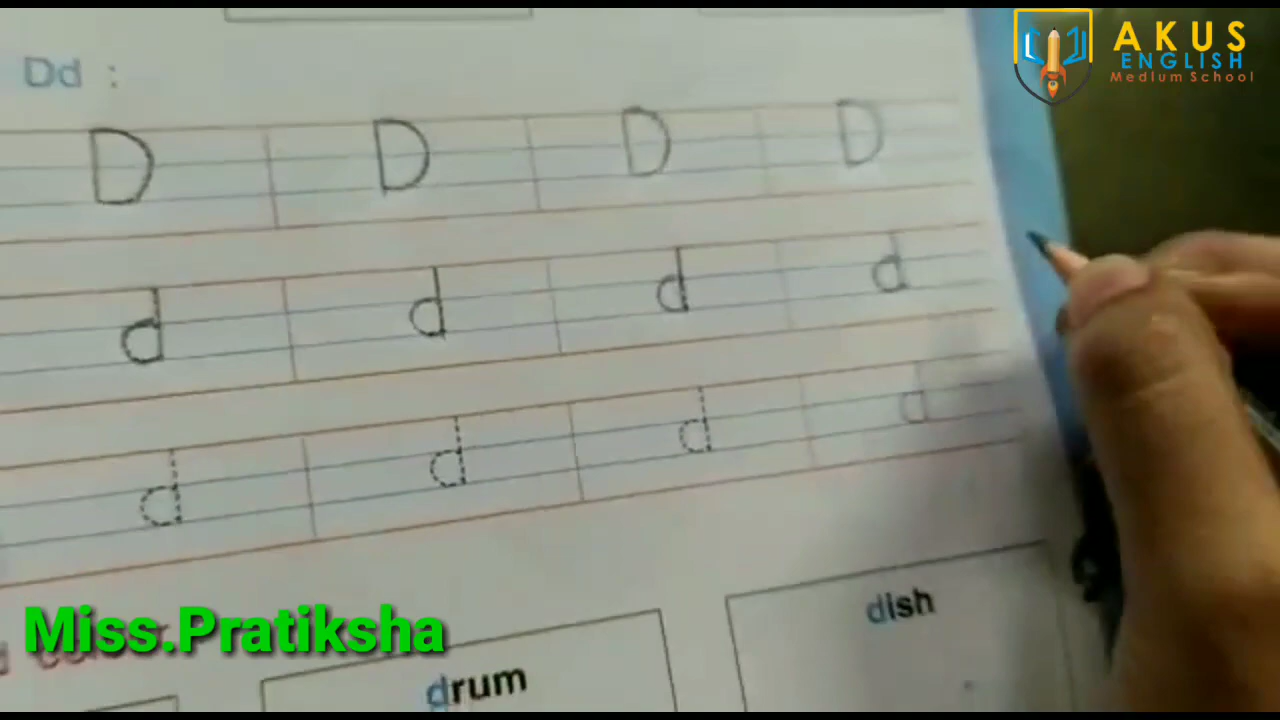 AKUS
ENGLISH
Medium School
Dd :
D D D D
d d d d
d d d d
Miss.Pratiksha
dish
drum